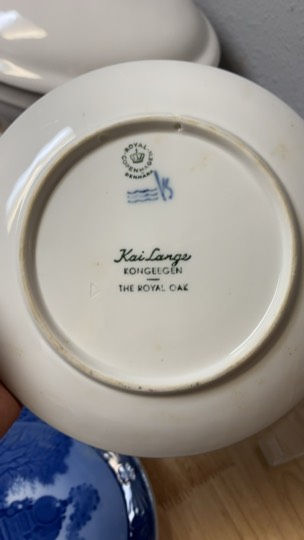 ROYAL
COPENHAGEN
DENMARK
Kai Lange
KONGEEGEN
THE ROYAL OAK